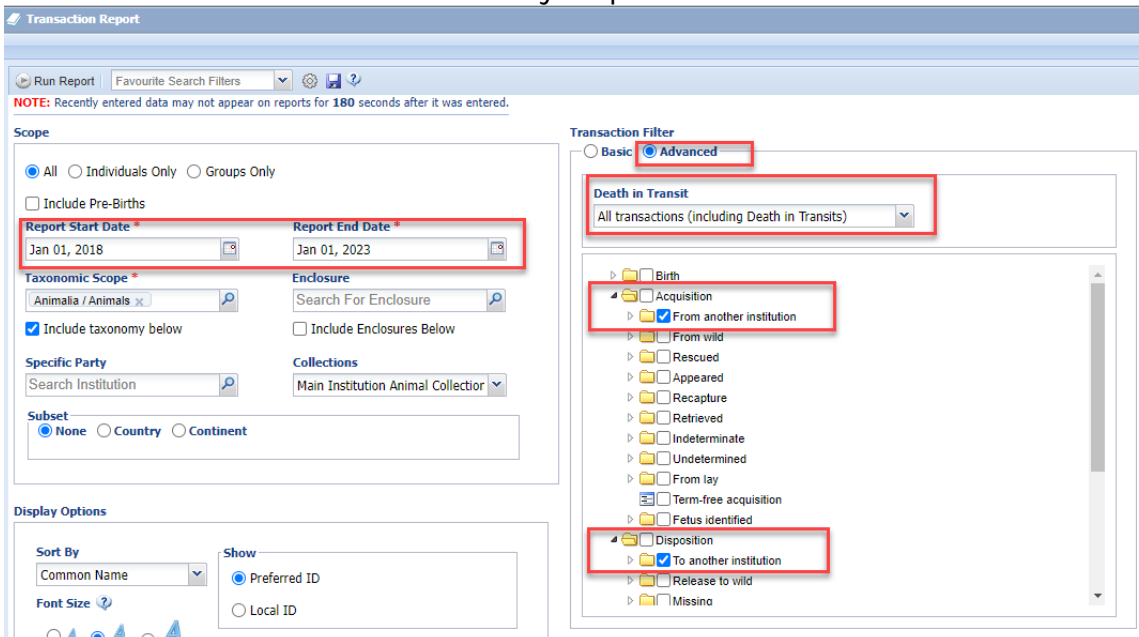 Transaction Report
Run Report Favourite Search Filters
NOTE: Recently entered data may not appear on reports for 180 seconds after it was entered.
Scope
All Individuals Only Groups Only
Include Pre-Births
Report Start Date * Report End Date *
Jan 01, 2018 Jan 01, 2023
Taxonomic Scope * Enclosure
Animalia / Animals x Search For Enclosure
Include taxonomy below Include Enclosures Below
Specific Party Collections
Search Institution Main Institution Animal Collection
Subset
None Country Continent
Display Options
Sort By Show
Common Name Preferred ID
Font Size Local ID
Transaction Filter
Basic Advanced
Death in Transit
All transactions (including Death in Transits)
Birth
Acquisition
From another institution
From wild
Rescued
Appeared
Recapture
Retrieved
Indeterminate
Undetermined
From lay
Term-free acquisition
Fetus identified
Disposition
To another institution
Release to wild
Missing